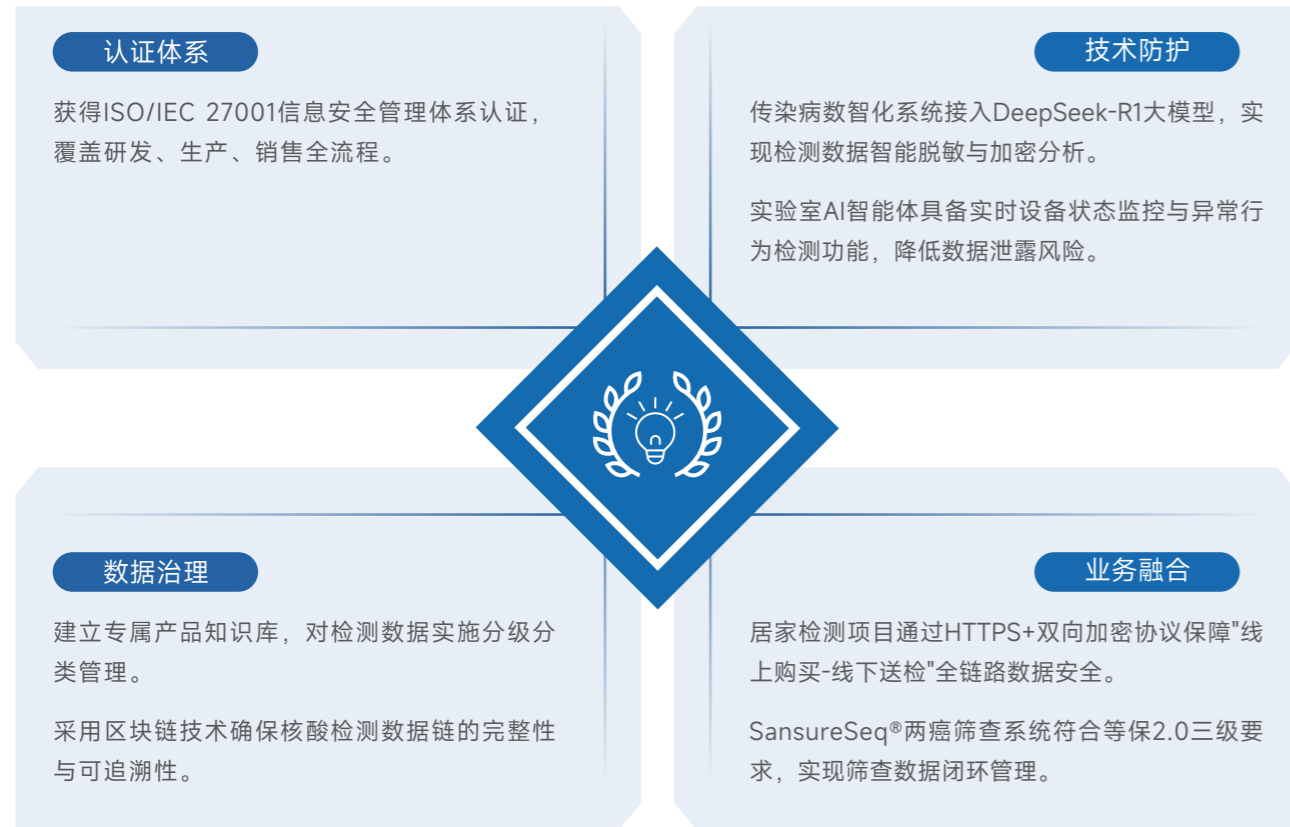 认证体系
获得ISO/IEC 27001信息安全管理体系认证，
覆盖研发、生产、销售全流程。
技术防护
传染病数智化系统接入DeepSeek-R1大模型，实
现检测数据智能脱敏与加密分析。
实验室AI智能体具备实时设备状态监控与异常行
为检测功能，降低数据泄露风险。
数据治理
建立专属产品知识库，对检测数据实施分级分
类管理。
采用区块链技术确保核酸检测数据链的完整性
与可追溯性。
业务融合
居家检测项目通过HTTPS+双向加密协议保障"线
上购买-线下送检"全链路数据安全。
SansureSeq®两癌筛查系统符合等保2.0三级要
求，实现筛查数据闭环管理。